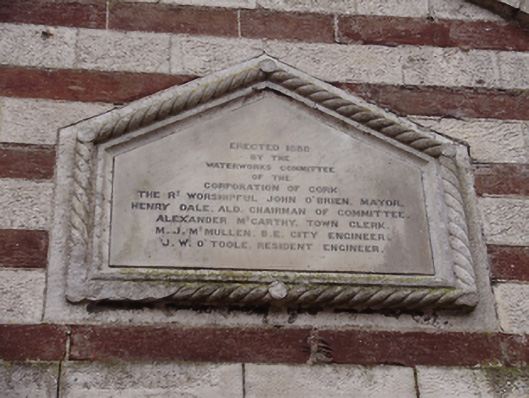 ERECTED 1888
BY THE
WATERWORKS COMMITTEE
OF THE
CORPORATION OF CORK
THE RT WORSHIPFUL JOHN O'BRIEN, MAYOR.
HENRY DALE, ALD. CHAIRMAN OF COMMITTEE.
ALEXANDER McCARTHY, TOWN CLERK.
M.J. McMULLEN, B.E. CITY ENGINEER.
J.W. O'TOOLE, RESIDENT ENGINEER.